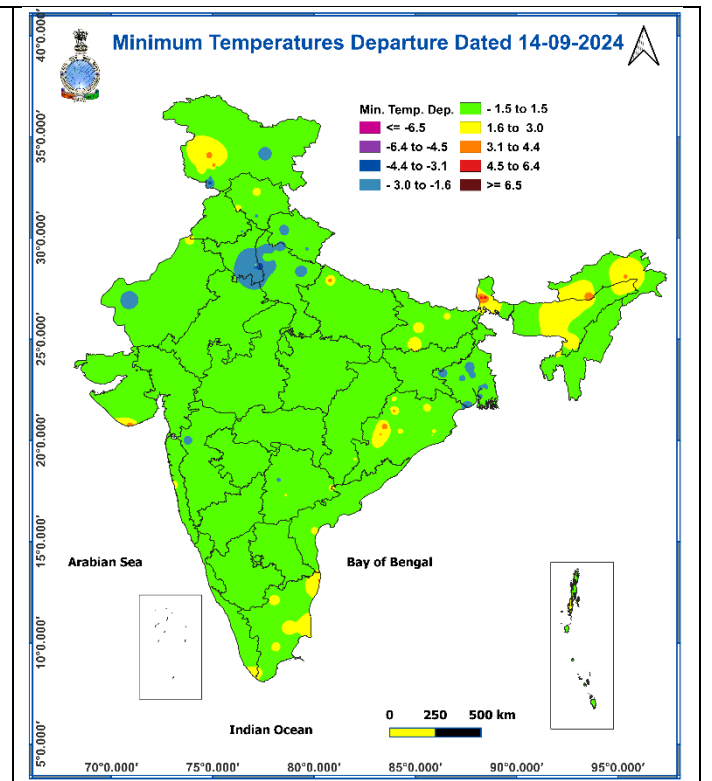 Minimum Temperatures Departure Dated 14-09-2024
Min. Temp. Dep.
<= -6.5
-6.4 to -4.5
-4.4 to -3.1
- 3.0 to -1.6
- 1.5 to 1.5
1.6 to 3.0
3.1 to 4.4
4.5 to 6.4
>= 6.5
40°0.000'
35°0.000'
30°0.000'
25°0.000'
20°0.000'
15°0.000'
10°0.000'
5°0.000'
Arabian Sea
Bay of Bengal
Indian Ocean
0 250 500 km
70°0.000' 75°0.000' 80°0.000' 85°0.000' 90°0.000' 95°0.000'